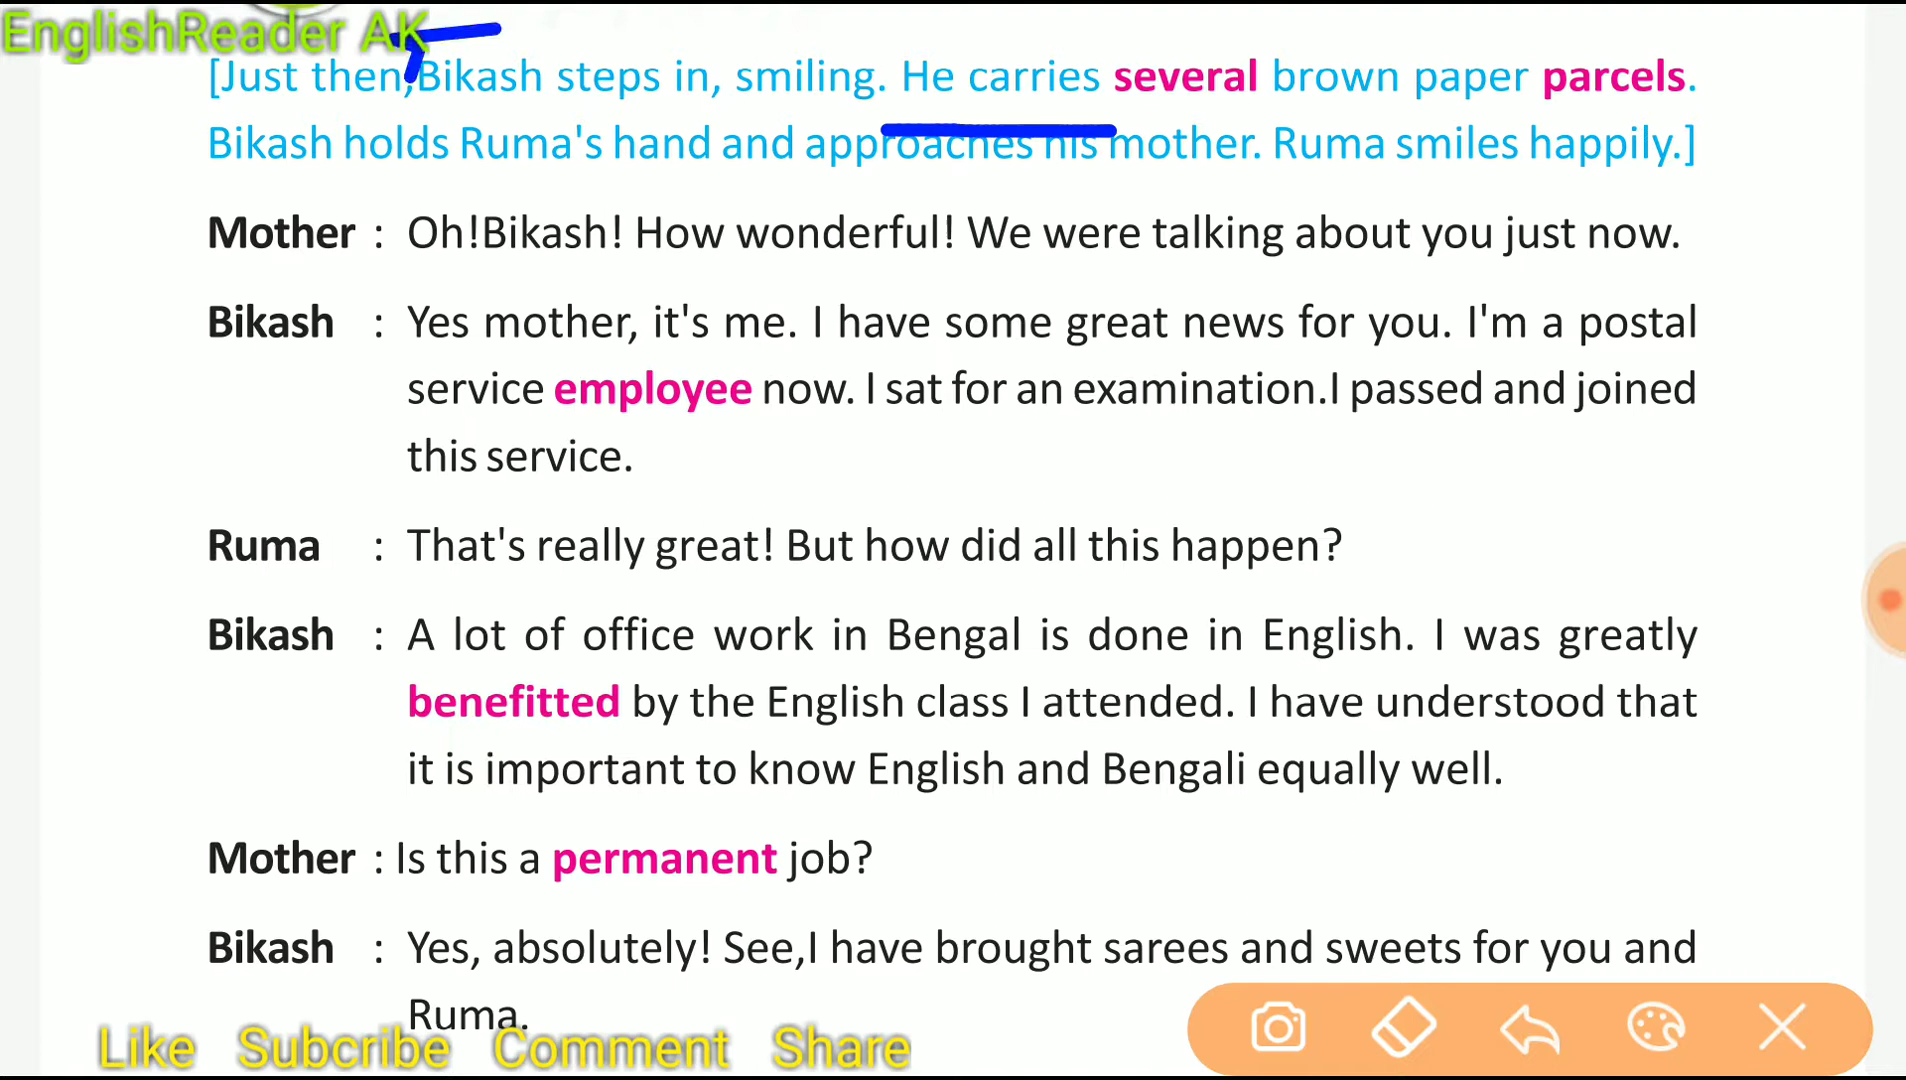 EnglishReader AK
[Just then,Bikash steps in, smiling. He carries several brown paper parcels.
Bikash holds Ruma's hand and approaches his mother. Ruma smiles happily.]
Mother : Oh!Bikash! How wonderful! We were talking about you just now.
Bikash : Yes mother, it's me. I have some great news for you. I'm a postal
service employee now. I sat for an examination.I passed and joined
this service.
Ruma : That's really great! But how did all this happen?
Bikash : A lot of office work in Bengal is done in English. I was greatly
benefitted by the English class I attended. I have understood that
it is important to know English and Bengali equally well.
Mother : Is this a permanent job?
Bikash : Yes, absolutely! See,I have brought sarees and sweets for you and
Ruma.
Like Subcribe Comment Share